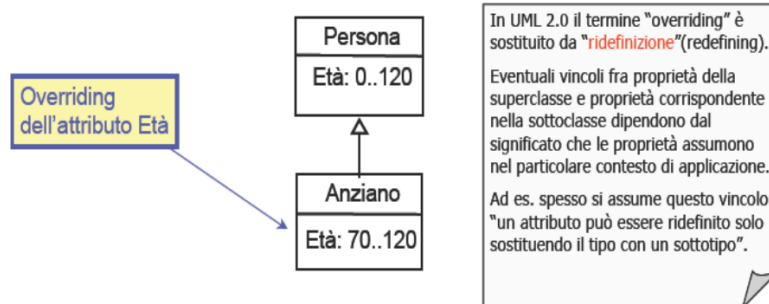 Persona
Età: 0..120
Overriding
dell'attributo Età
Anziano
Età: 70..120
In UML 2.0 il termine "overriding" è
sostituito da "ridefinizione"(redefining).
Eventuali vincoli fra proprietà della
superclasse e proprietà corrispondente
nella sottoclasse dipendono dal
significato che le proprietà assumono
nel particolare contesto di applicazione.
Ad es. spesso si assume questo vincolo
"un attributo può essere ridefinito solo
sostituendo il tipo con un sottotipo".